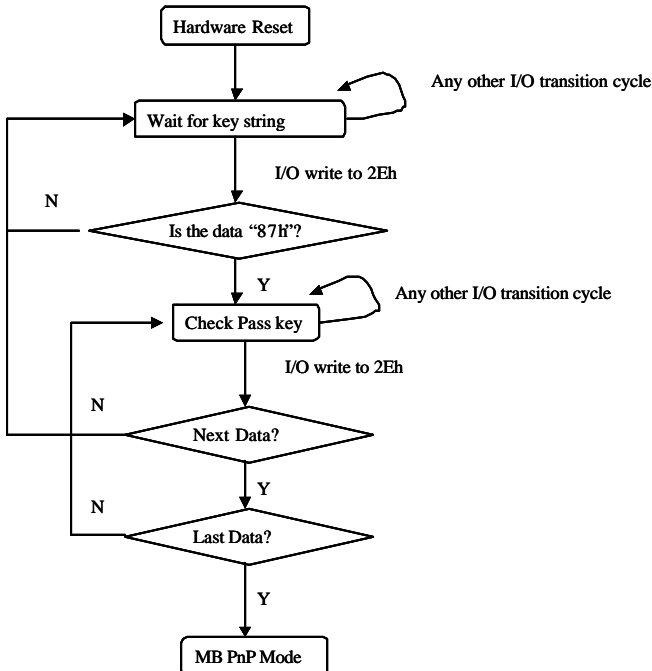 Hardware Reset
Any other I/O transition cycle
Wait for key string
I/O write to 2Eh
N
Is the data “87h”?
Y
Any other I/O transition cycle
Check Pass key
I/O write to 2Eh
N
Next Data?
Y
N
Last Data?
Y
MB PnP Mode